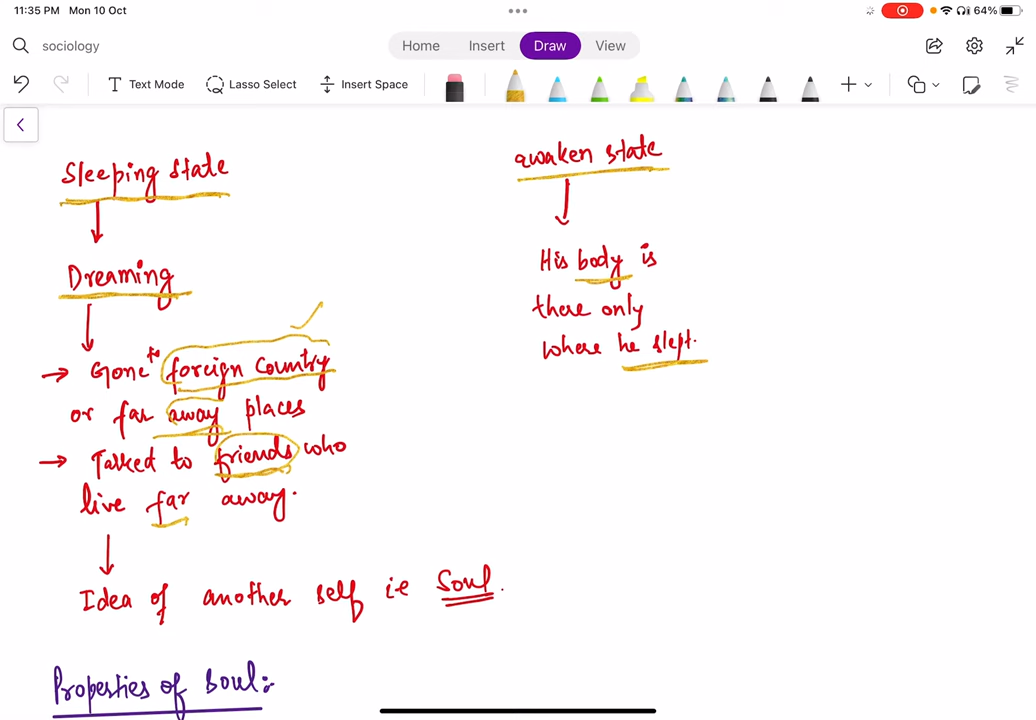 11:35 PM Mon 10 Oct
64%
sociology
Home Insert Draw View
Text Mode Lasso Select Insert Space
Sleeping state
Dreaming
→ Gone to foreign country
or far away places
→ Talked to friends who
live far away.
Idea of another self i.e Soul.
Properties of soul:
awaken state
His body is
there only
where he slept.